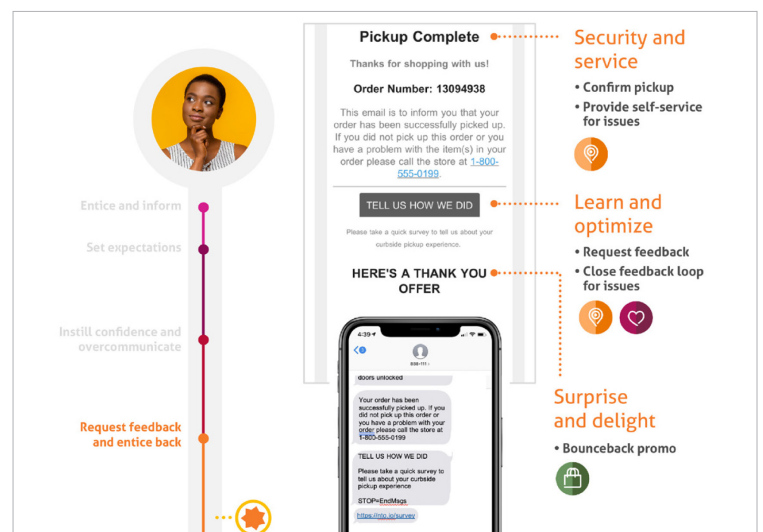 Pickup Complete
Thanks for shopping with us!
Order Number: 13094938
This email is to inform you that your
order has been successfully picked up.
If you did not pick up this order or you
have a problem with the item(s) in your
order please call the store at 1-800-
555-0199.
TELL US HOW WE DID
Please take a quick survey to tell us about your
curbside pickup experience.
HERE'S A THANK YOU
OFFER
Security and
service
• Confirm pickup
• Provide self-service
for issues
Learn and
optimize
• Request feedback
• Close feedback loop
for issues
Surprise
and delight
• Bounceback promo
Entice and inform
Set expectations
Instill confidence and
overcommunicate
Request feedback
and entice back
4:39
doors unlocked
Your order has been
successfully picked up. If you
did not pick up this order or
you have a problem with your
order please call the store at
1-800-555-0199
TELL US HOW WE DID
Please take a quick survey to
tell us about your curbside
pickup experience
STOP=EndMsgs
https://nto.io/survey